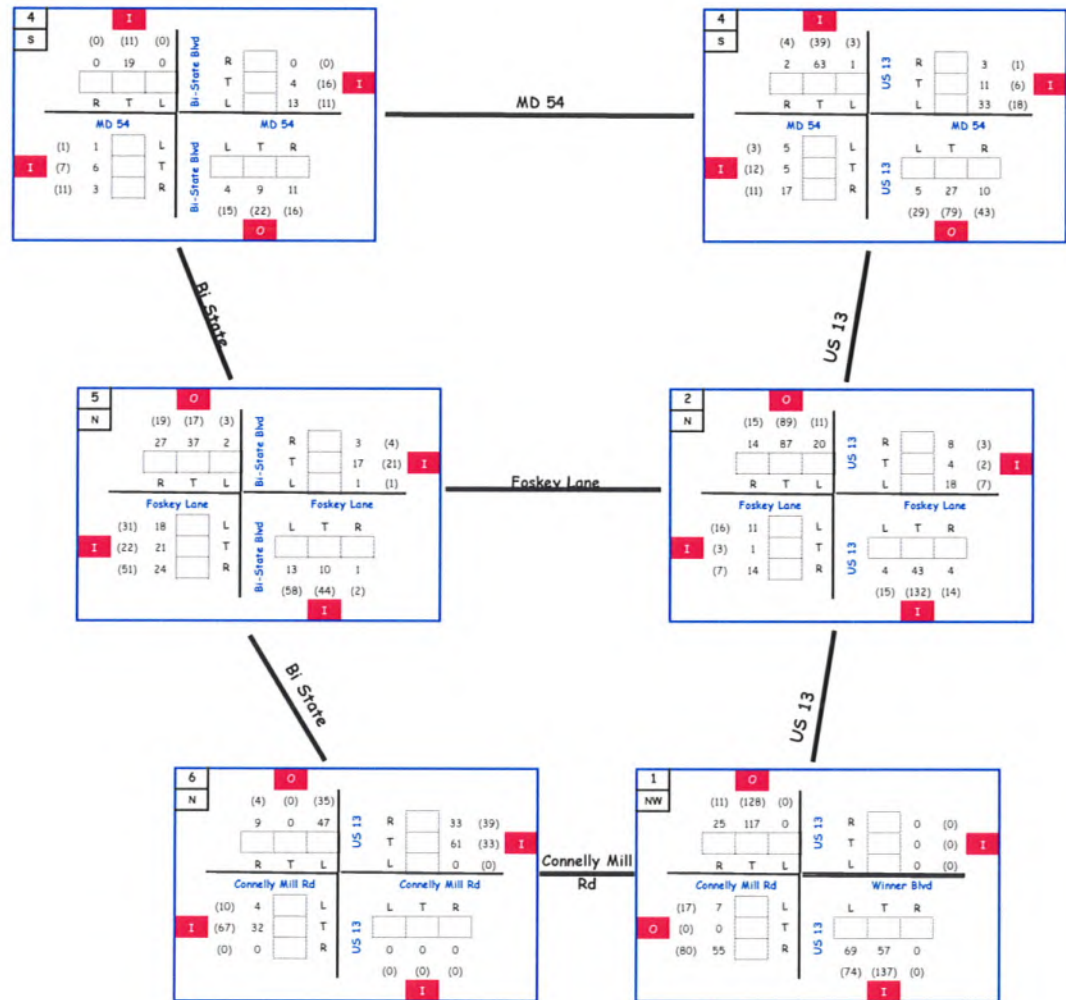 4
S
I
(0) (11) (0)
0 19 0
R T L
Bi-State Blvd
R 0 (0)
T 4 (16) I
L 13 (11)
MD 54
MD 54
(1) 1 L
I (7) 6 T
(11) 3 R
Bi-State Blvd
L T R
4 9 11
(15) (22) (16)
O
MD 54
4
S
I
(4) (39) (3)
2 63 1
R T L
US 13
R 3 (1)
T 11 (6) I
L 33 (18)
MD 54
MD 54
(3) 5 L
I (12) 5 T
(11) 17 R
US 13
L T R
5 27 10
(29) (79) (43)
O
Bi State
US 13
5
N
O
(19) (17) (3)
27 37 2
R T L
Bi-State Blvd
R 3 (4)
T 17 (21) I
L 1 (1)
Foskey Lane
Foskey Lane
(31) 18 L
I (22) 21 T
(51) 24 R
Bi-State Blvd
L T R
13 10 1
(58) (44) (2)
I
Foskey Lane
2
N
O
(15) (89) (11)
14 87 20
R T L
US 13
R 8 (3)
T 4 (2) I
L 18 (7)
Foskey Lane
Foskey Lane
(16) 11 L
I (3) 1 T
(7) 14 R
US 13
L T R
4 43 4
(15) (132) (14)
I
Bi State
US 13
6
N
O
(4) (0) (35)
9 0 47
R T L
US 13
R 33 (39)
T 61 (33) I
L 0 (0)
Connelly Mill Rd
Connelly Mill Rd
(10) 4 L
I (67) 32 T
(0) 0 R
US 13
L T R
0 0 0
(0) (0) (0)
I
Connelly Mill
Rd
1
NW
O
(11) (128) (0)
25 117 0
R T L
US 13
R 0 (0)
T 0 (0) I
L 0 (0)
Connelly Mill Rd
Winner Blvd
(17) 7 L
O (0) 0 T
(80) 55 R
US 13
L T R
69 57 0
(74) (137) (0)
I